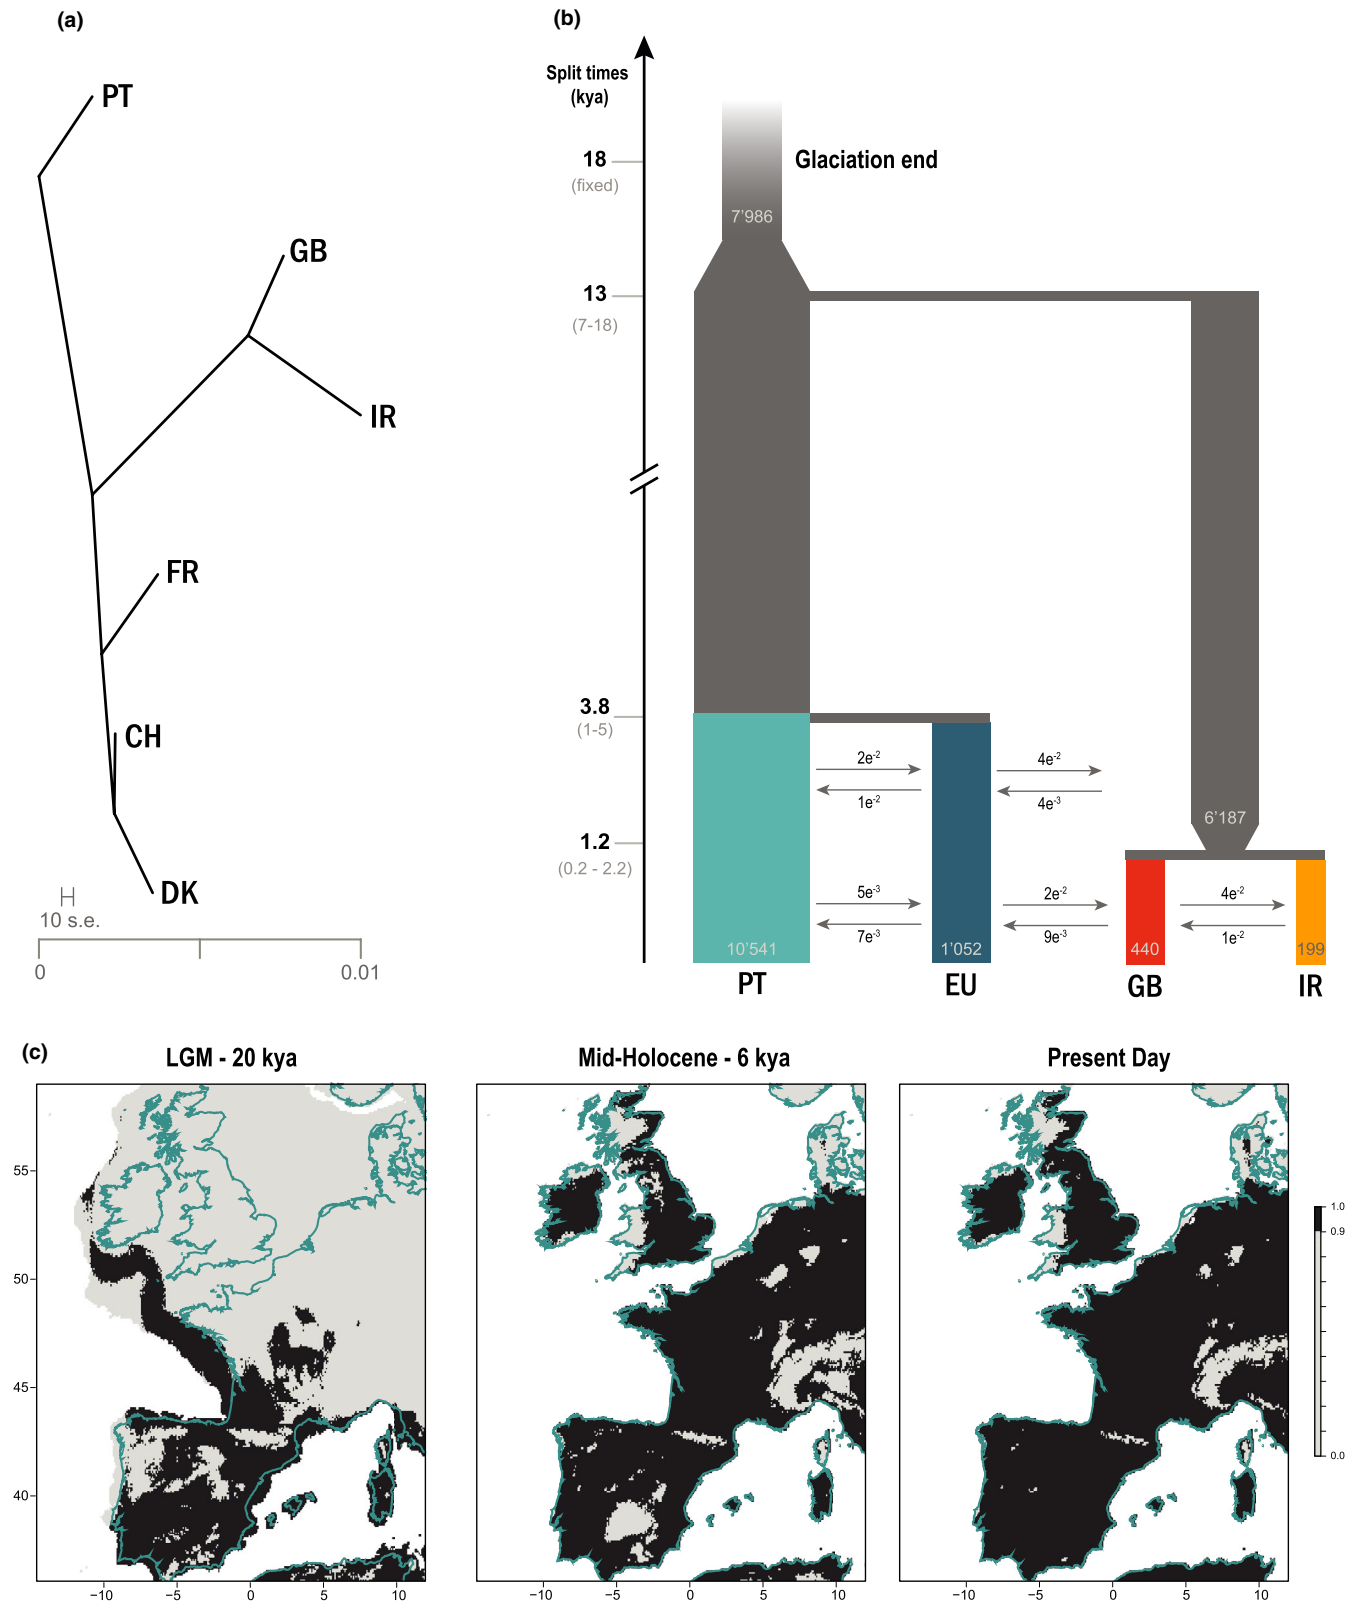 (a)
PT
GB
IR
FR
CH
DK
10 s.e.
0
0.01
(b)
Split times
(kya)
18
(fixed)
Glaciation end
7'986
13
(7-18)
3.8
(1-5)
2e-2
1e-2
4e-2
4e-3
6'187
1.2
(0.2 - 2.2)
5e-3
7e-3
2e-2
9e-3
4e-2
1e-2
10'541
1'052
440
199
PT
EU
GB
IR
(c)
LGM - 20 kya
Mid-Holocene - 6 kya
Present Day
55
50
45
40
−10
−5
0
5
10
−10
−5
0
5
10
−10
−5
0
5
10
1.0
0.9
0.0